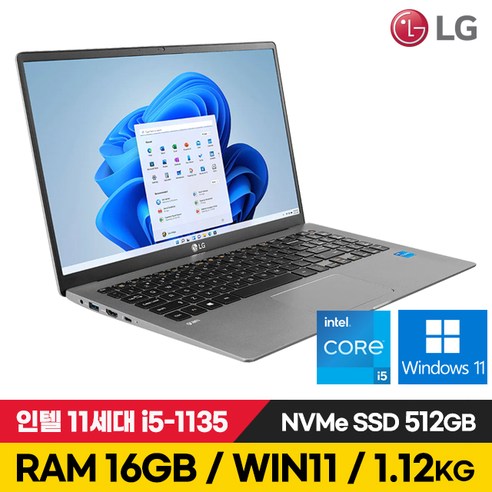 LG
LG
intel
CORE
i5
Windows 11
인텔 11세대 i5-1135
NVMe SSD 512GB
RAM 16GB / WIN11 / 1.12KG